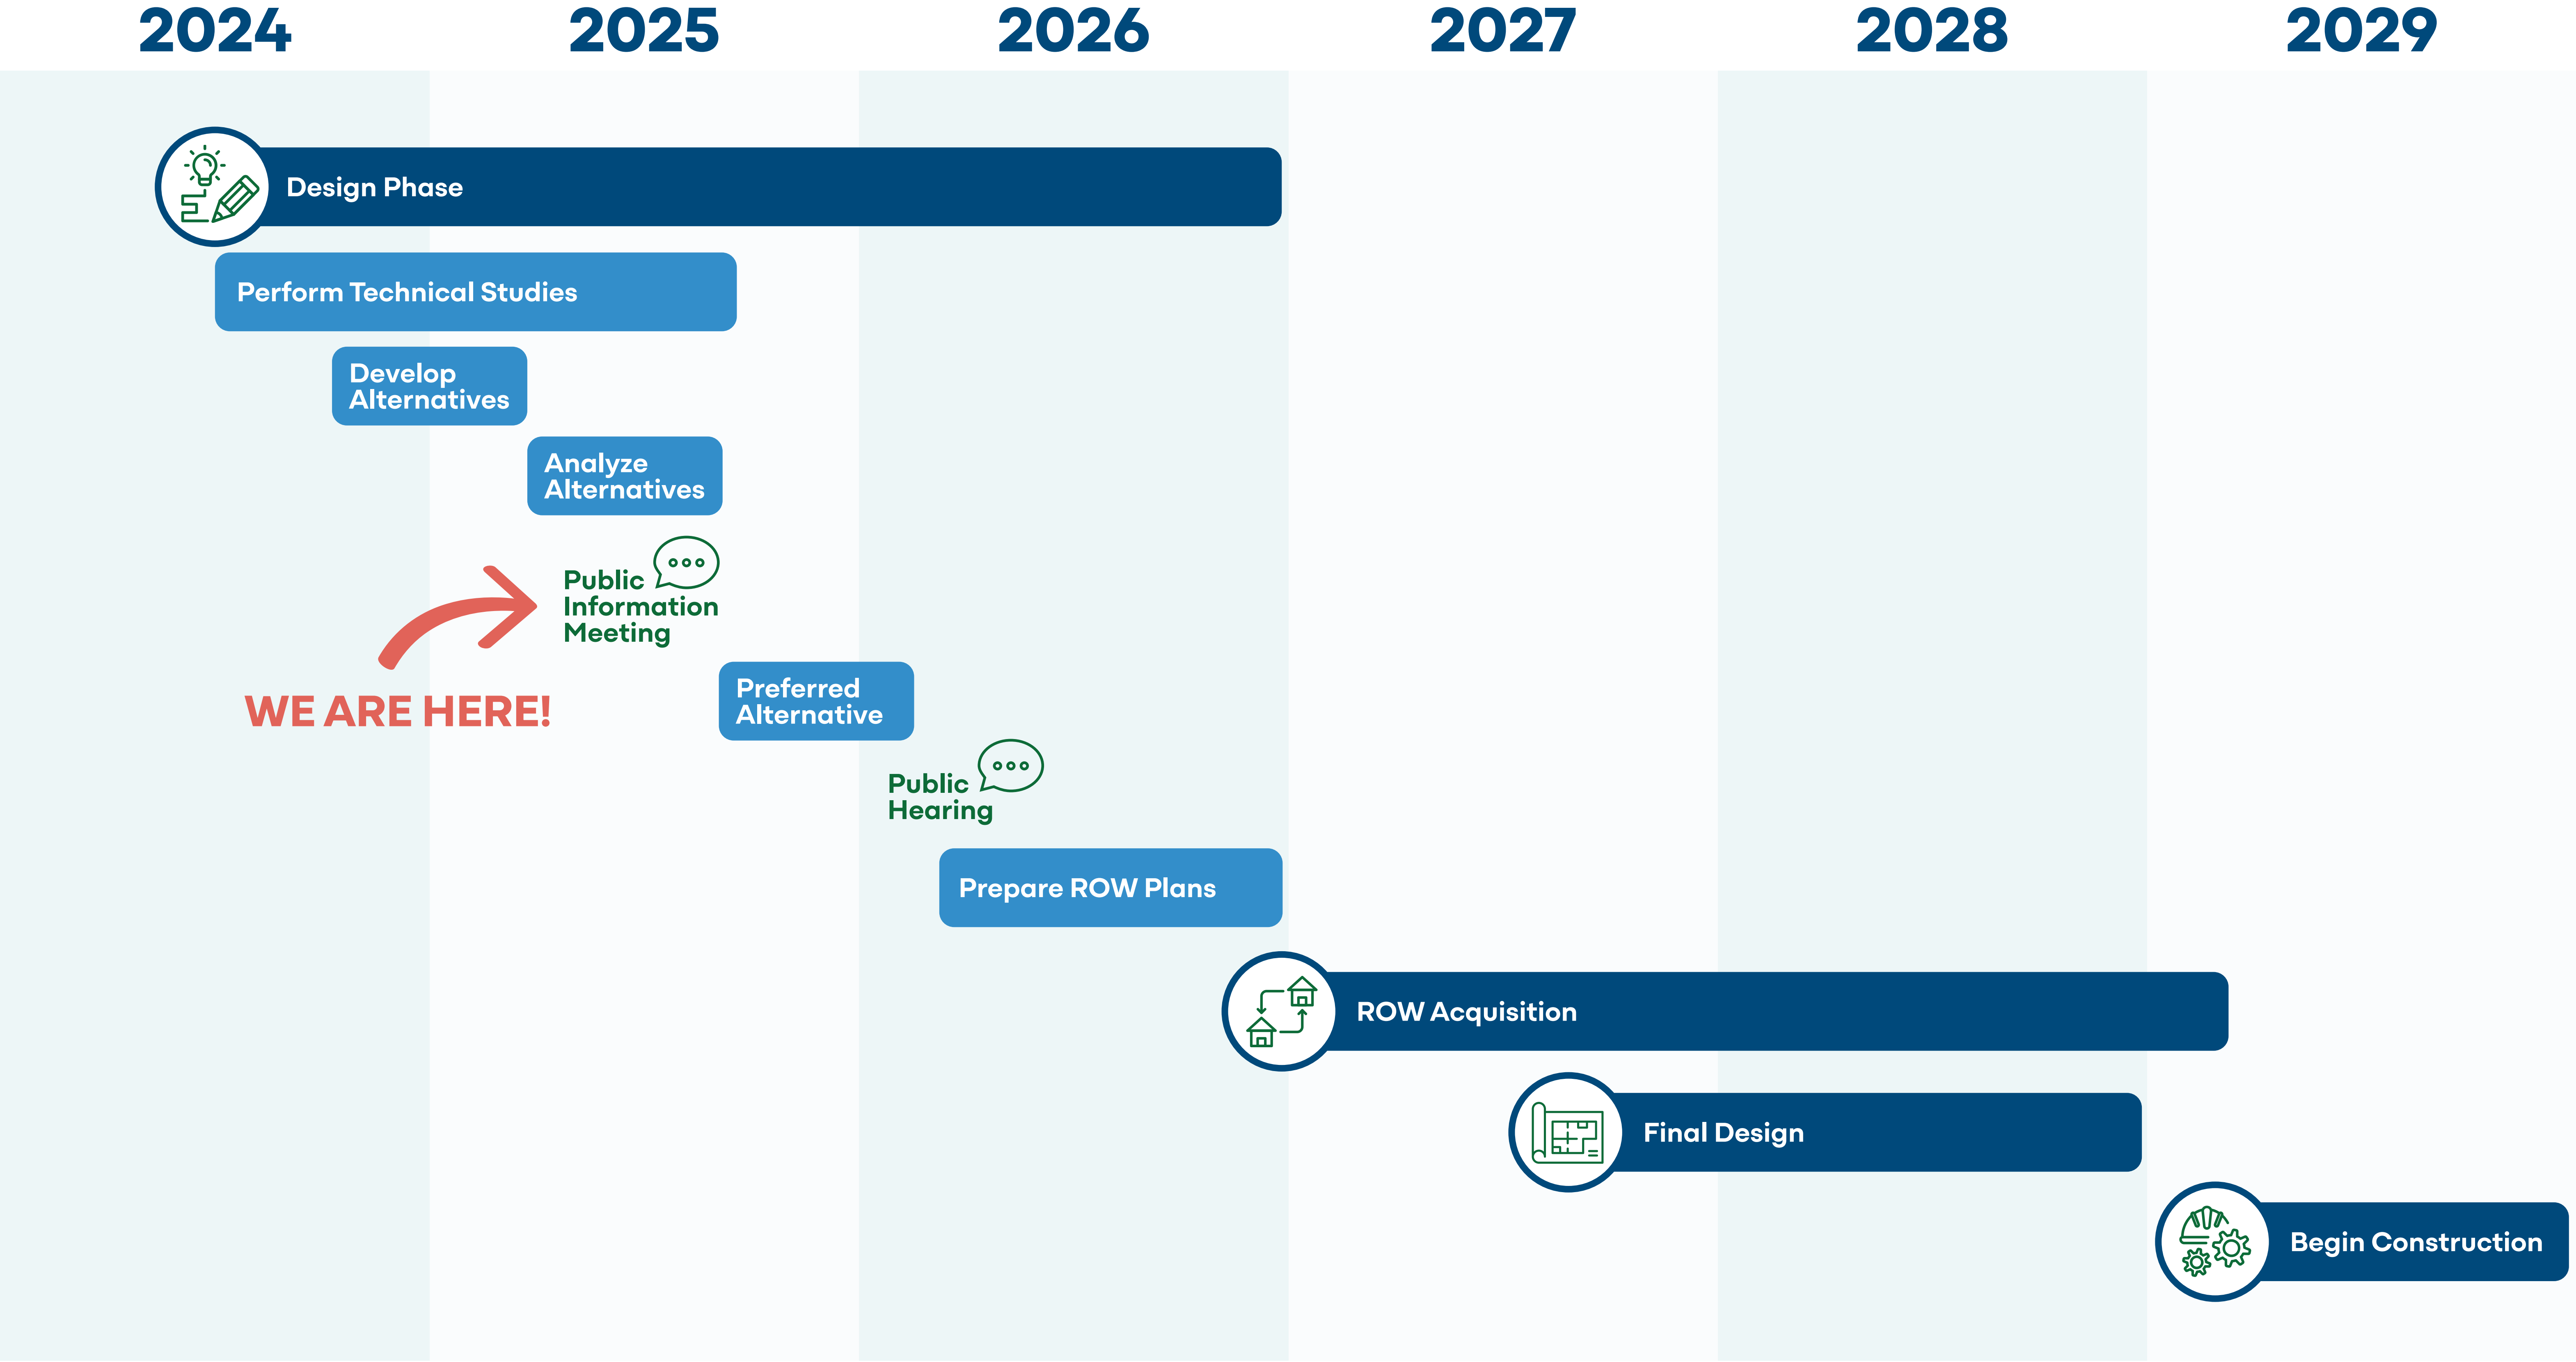 2024 2025 2026 2027 2028 2029
Design Phase
Perform Technical Studies
Develop
Alternatives
Analyze
Alternatives
Public
Information
Meeting
WE ARE HERE!
Preferred
Alternative
Public
Hearing
Prepare ROW Plans
ROW Acquisition
Final Design
Begin Construction